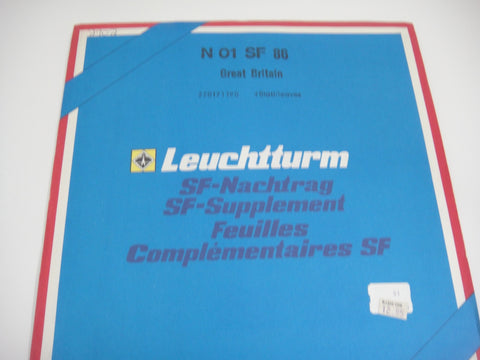 N 01 SF 86
Great Britain
Leuchtturm
SF-Nachtrag
SF-Supplement
Feuilles
Complémentaires SF